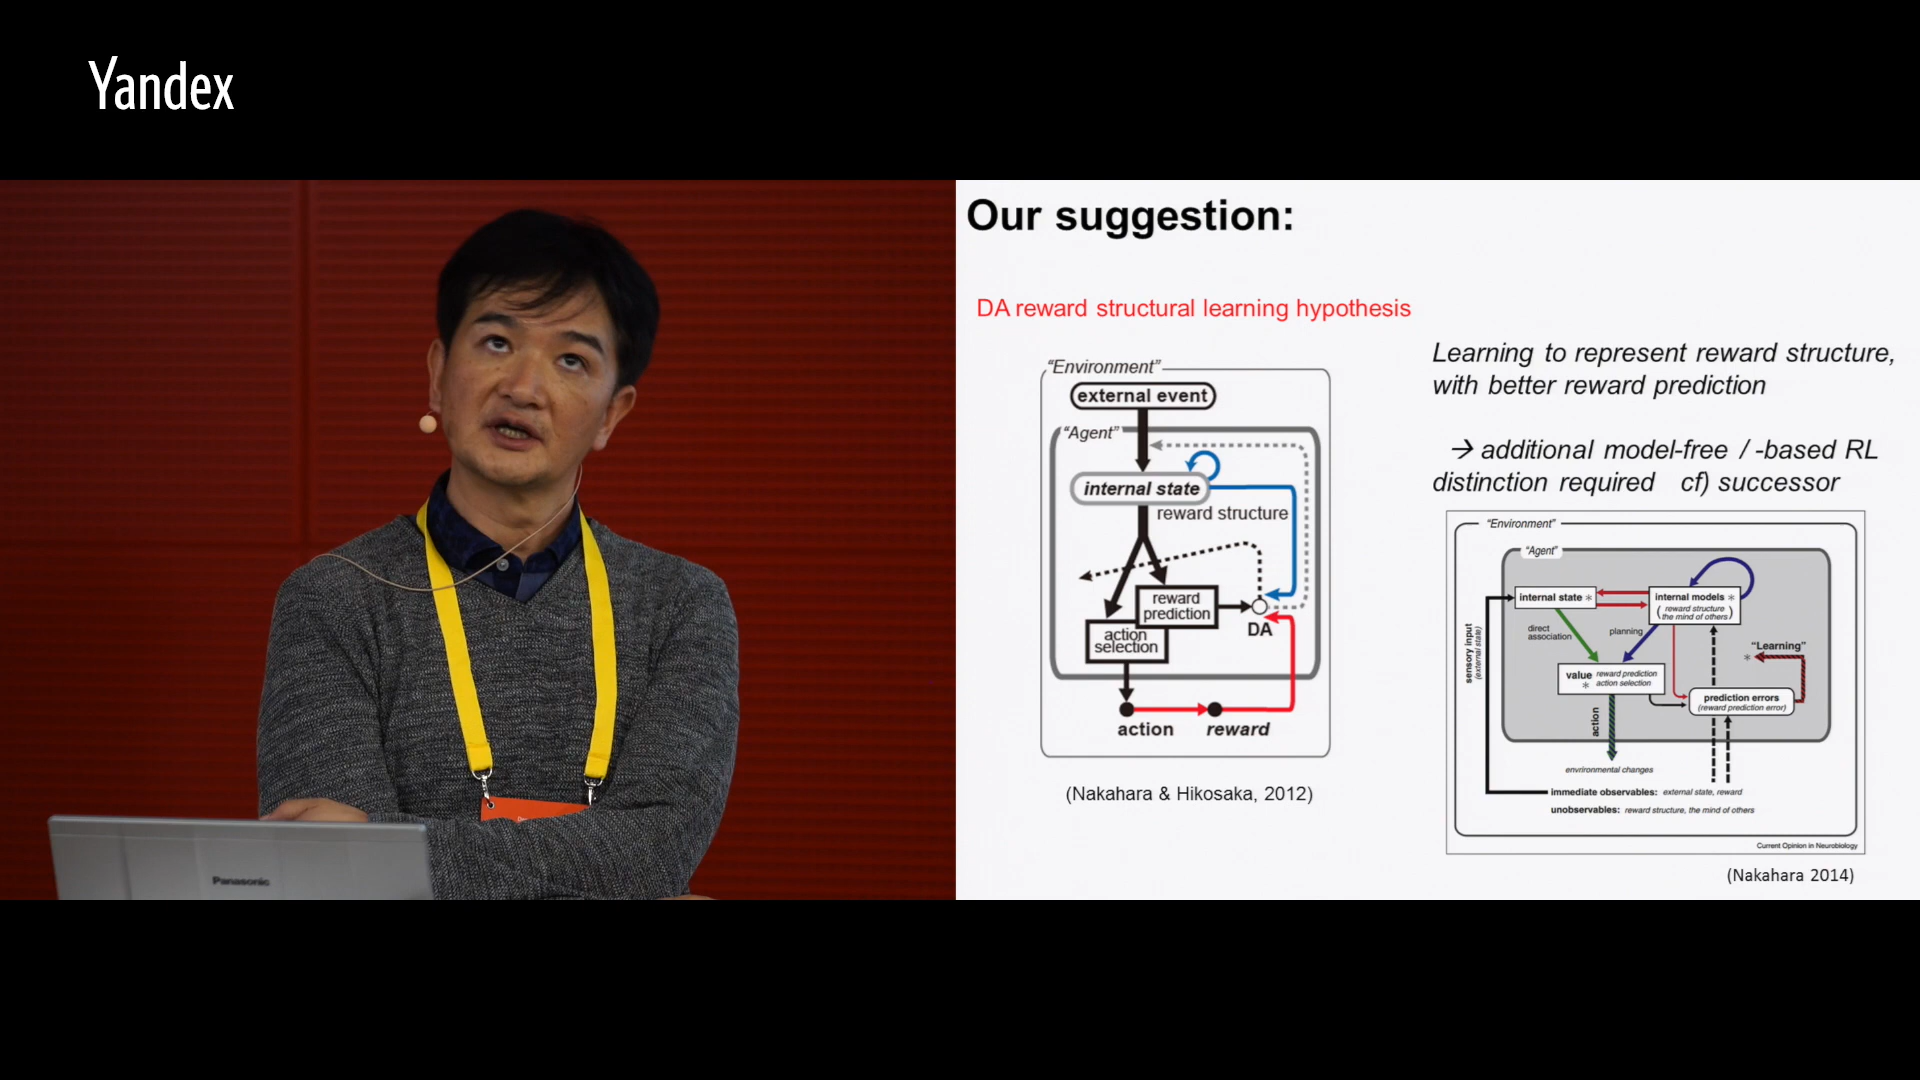 Yandex
Panasonic
Our suggestion:
DA reward structural learning hypothesis
"Environment"
external event
"Agent"
internal state
reward structure
reward
prediction
action
selection
DA
action
reward
(Nakahara & Hikosaka, 2012)
Learning to represent reward structure,
with better reward prediction
→ additional model-free / -based RL
distinction required cf) successor
"Environment"
"Agent"
internal state *
internal models *
( reward structure
the mind of others )
direct
association
planning
"Learning"
*
value reward prediction
* action selection
prediction errors
(reward prediction error)
sensory input
(external state)
action
envrironmental changes
immediate observables: external state, reward
unobservables: reward structure, the mind of others
Current Opinion in Neurobiology
(Nakahara 2014)